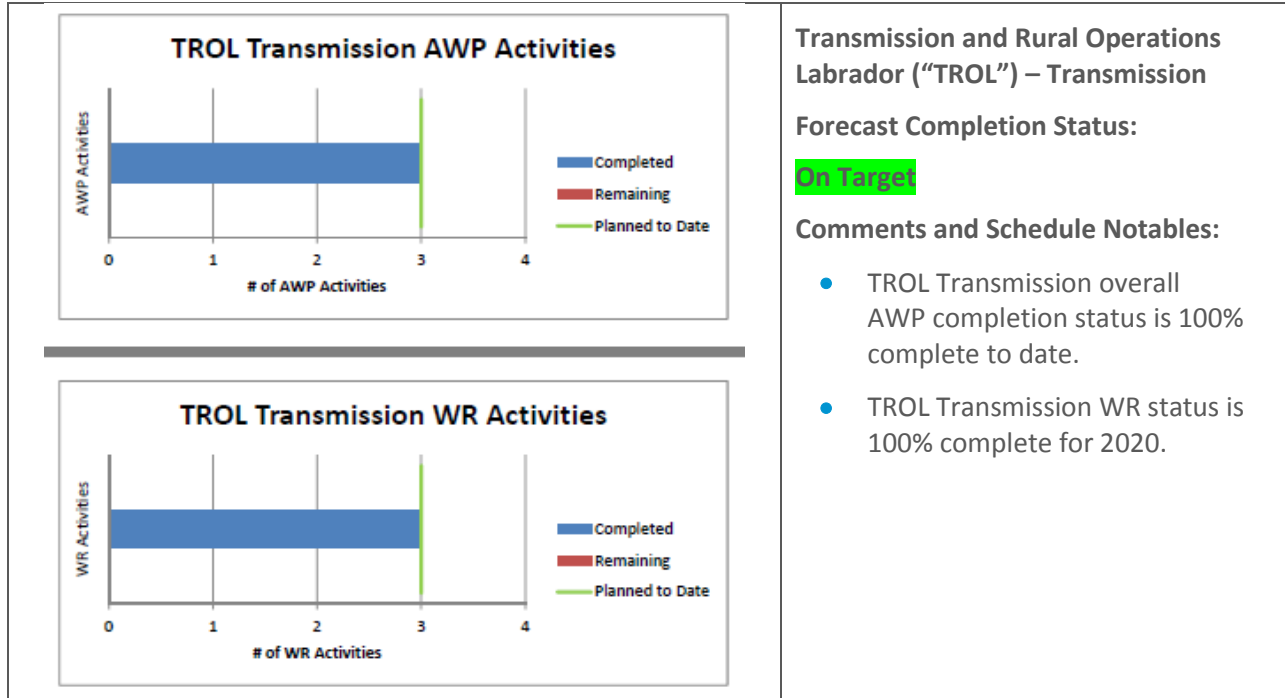 TROL Transmission AWP Activities
AWP Activities
Completed
Remaining
Planned to Date
0 1 2 3 4
# of AWP Activities
TROL Transmission WR Activities
WR Activities
Completed
Remaining
Planned to Date
0 1 2 3 4
# of WR Activities
Transmission and Rural Operations
Labrador (“TROL”) – Transmission
Forecast Completion Status:
On Target
Comments and Schedule Notables:
• TROL Transmission overall
AWP completion status is 100%
complete to date.
• TROL Transmission WR status is
100% complete for 2020.